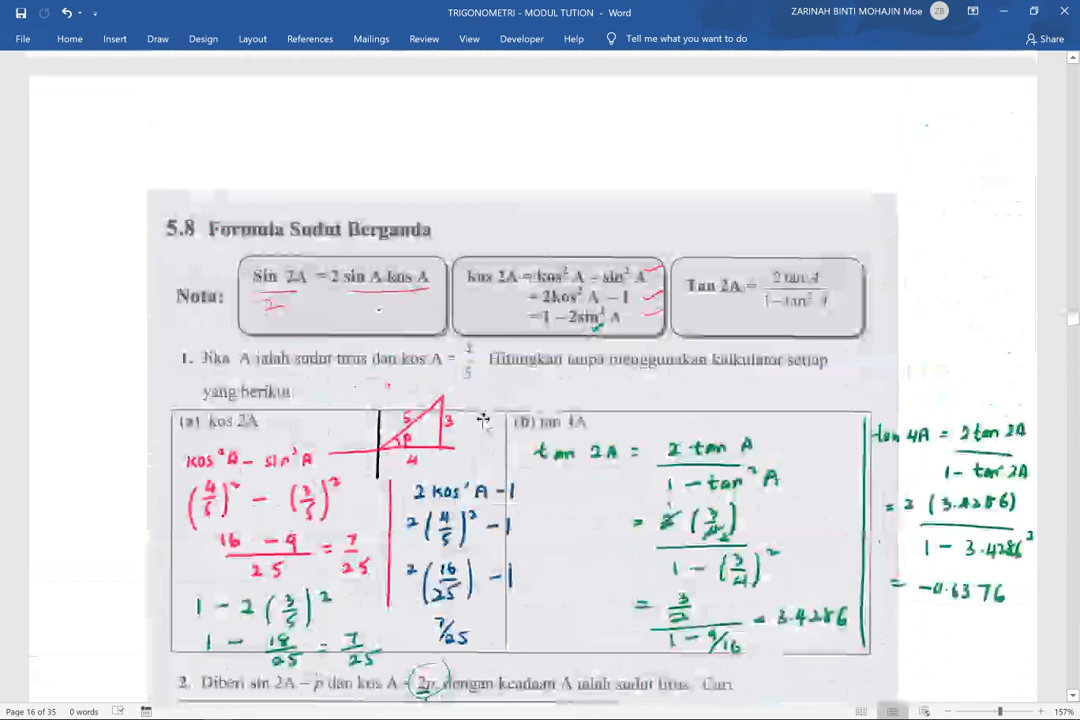 TRIGONOMETRI - MODUL TUTION - Word
ZARINAH BINTI MOHAJIN Moe ZB
File Home Insert Draw Design Layout References Mailings Review View Developer Help Tell me what you want to do Share
5.8 Formula Sudut Berganda
Nota:
Sin 2A = 2 sin A kos A
kos 2A = kos² A - sin² A
= 2kos² A - 1
= 1 - 2sin² A
Tan 2A = 2 tan A / 1 - tan² A
1. Jika A ialah sudut tirus dan kos A = /5 Hitungkan tanpa menggunakan kalkulator setiap
yang berikut
(a) kos 2A
5 3
4
kos² A - sin² A
(4/5)² - (3/5)²
16 - 9 / 25 = 7/25
1 - 2 (3/5)²
1 - 18/25 = 7/25
2 kos² A - 1
2 (4/5)² - 1
2 (16/25) - 1
7/25
(b) tan 4A
tan 2A = 2 tan A / 1 - tan² A
= 2 (3/4) / 1 - (3/4)²
= 3/2 / 1 - 9/16 = 3.4286
tan 4A = 2 tan 2A / 1 - tan² 2A
= 2 (3.4286) / 1 - 3.4286²
= -0.6376
2. Diberi sin 2A = p dan kos A = 2p, dengan keadaan A ialah sudut tirus. Cari
Page 16 of 35 0 words
157%